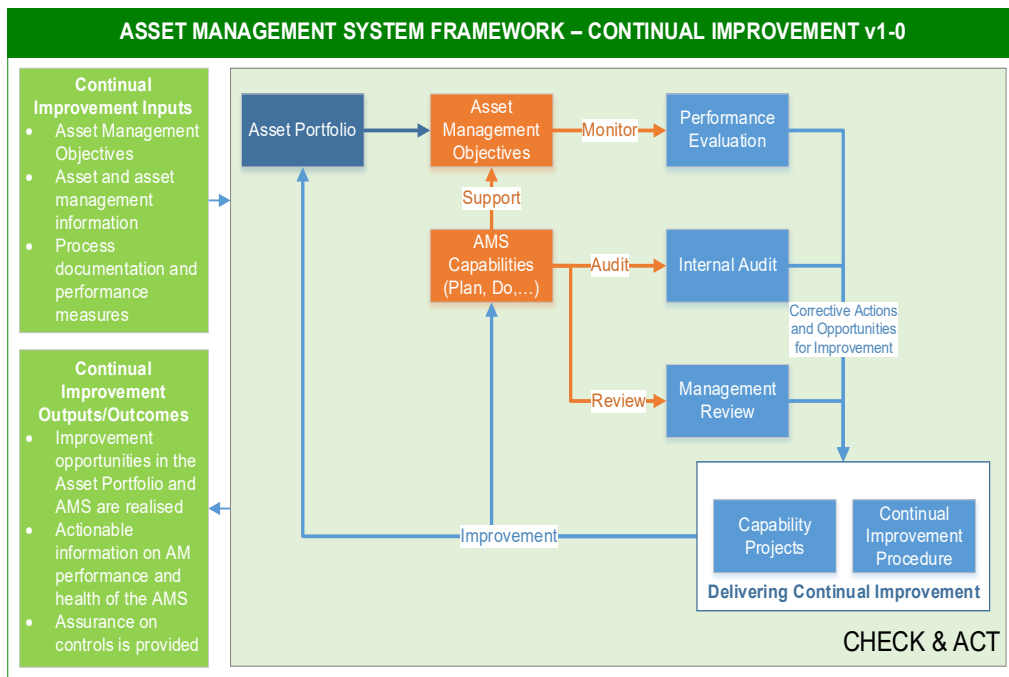 ASSET MANAGEMENT SYSTEM FRAMEWORK – CONTINUAL IMPROVEMENT v1-0
Continual
Improvement Inputs
• Asset Management
Objectives
• Asset and asset
management
information
• Process
documentation and
performance
measures
Continual
Improvement
Outputs/Outcomes
• Improvement
opportunities in the
Asset Portfolio and
AMS are realised
• Actionable
information on AM
performance and
health of the AMS
• Assurance on
controls is provided
Asset Portfolio
Asset
Management
Objectives
Monitor
Performance
Evaluation
Support
AMS
Capabilities
(Plan, Do,...)
Audit
Internal Audit
Corrective Actions
and Opportunities
for Improvement
Review
Management
Review
Improvement
Capability
Projects
Continual
Improvement
Procedure
Delivering Continual Improvement
CHECK & ACT